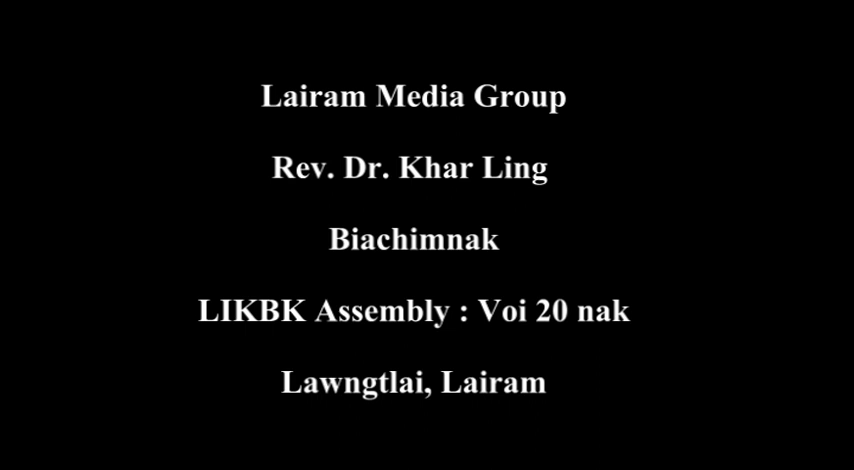 Lairam Media Group
Rev. Dr. Khar Ling
Biachimnak
LIKBK Assembly : Voi 20 nak
Lawngtlai, Lairam